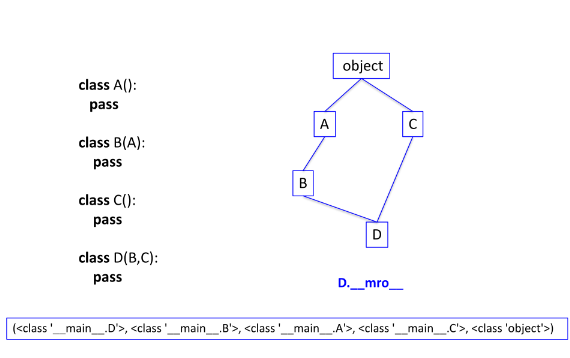 class A():
pass
class B(A):
pass
class C():
pass
class D(B,C):
pass
object
A
C
B
D
D.__mro__
(<class '__main__.D'>, <class '__main__.B'>, <class '__main__.A'>, <class '__main__.C'>, <class 'object'>)